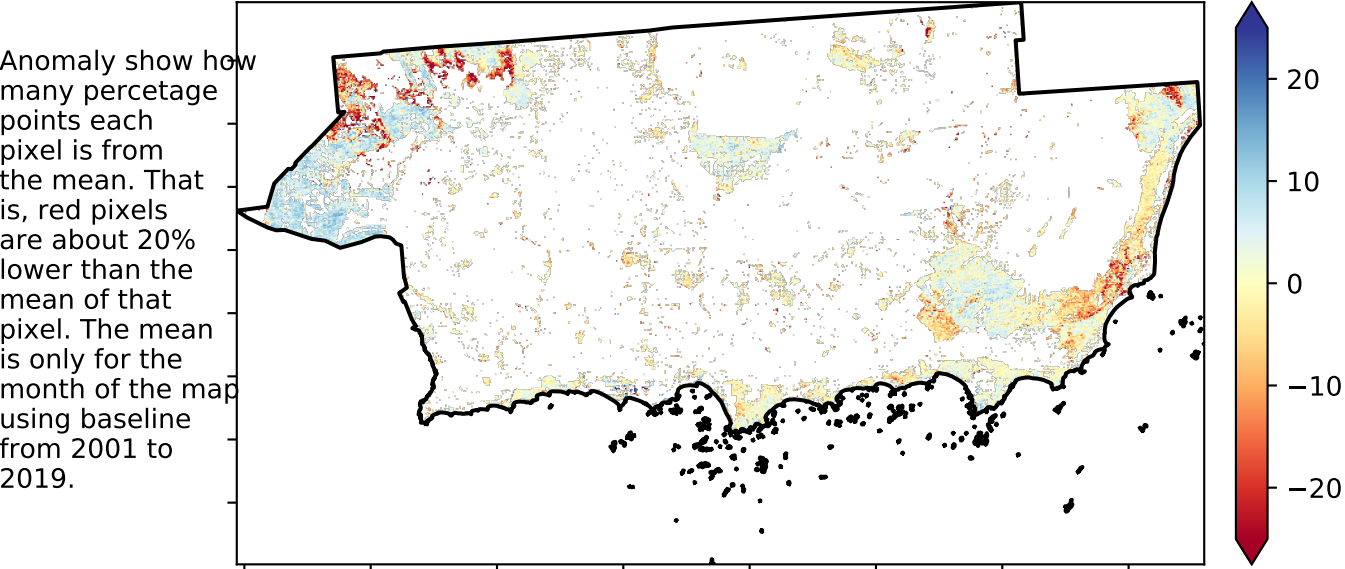 Anomaly show how
many percetage
points each
pixel is from
the mean. That
is, red pixels
are about 20%
lower than the
mean of that
pixel. The mean
is only for the
month of the map
using baseline
from 2001 to
2019.
20
10
0
−10
−20